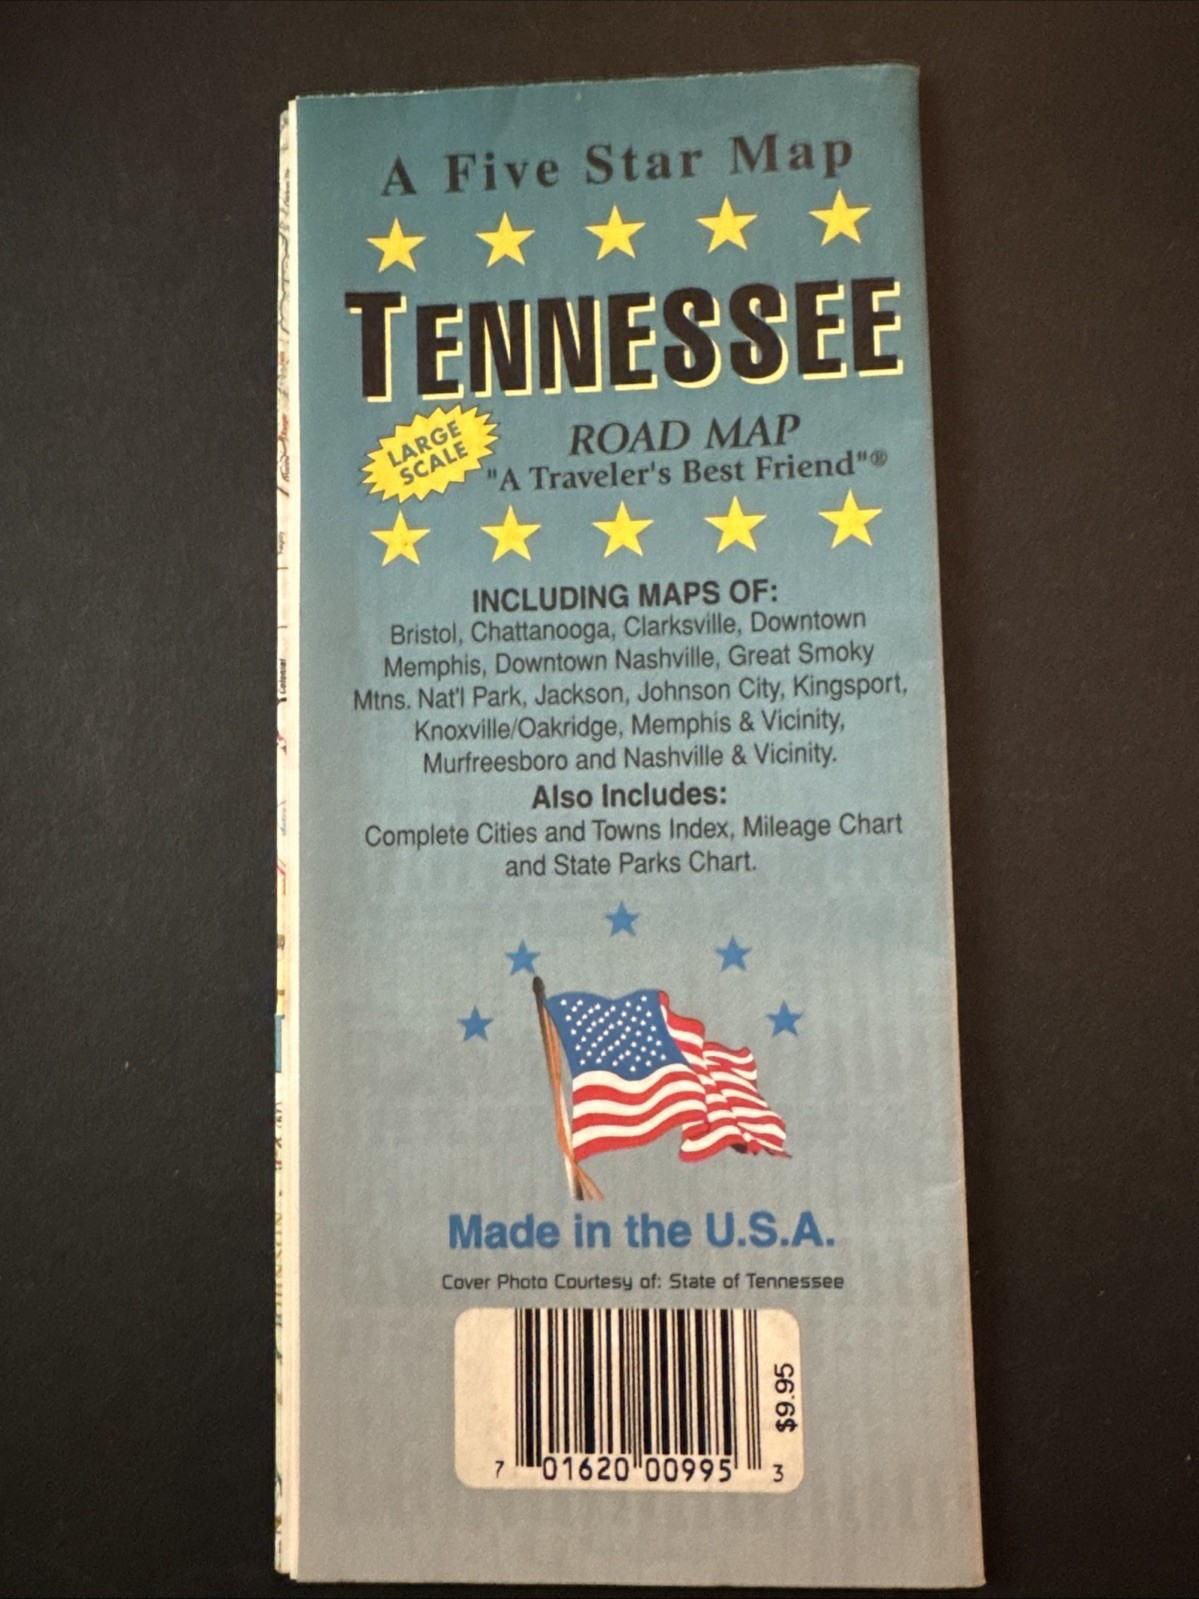 A Five Star Map
TENNESSEE
LARGE
SCALE
ROAD MAP
"A Traveler's Best Friend"®
INCLUDING MAPS OF:
Bristol, Chattanooga, Clarksville, Downtown
Memphis, Downtown Nashville, Great Smoky
Mtns. Nat'l Park, Jackson, Johnson City, Kingsport,
Knoxville/Oakridge, Memphis & Vicinity,
Murfreesboro and Nashville & Vicinity.
Also Includes:
Complete Cities and Towns Index, Mileage Chart
and State Parks Chart.
Made in the U.S.A.
Cover Photo Courtesy of: State of Tennessee
$9.95
7 01620 00995 3